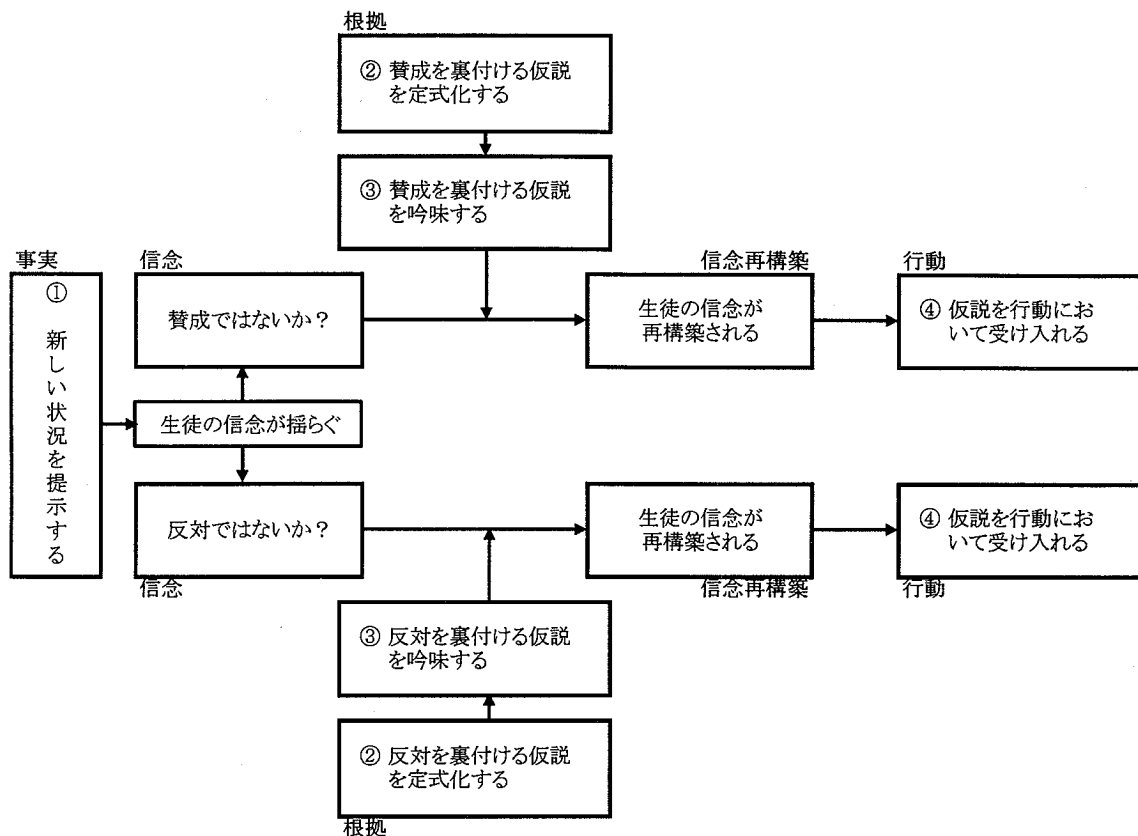 根拠
② 賛成を裏付ける仮説
を定式化する
③ 賛成を裏付ける仮説
を吟味する
事実
① 新しい状況を提示する
信念
賛成ではないか？
信念再構築
生徒の信念が
再構築される
行動
④ 仮説を行動にお
いて受け入れる
生徒の信念が揺らぐ
反対ではないか？
信念
生徒の信念が
再構築される
信念再構築
④ 仮説を行動にお
いて受け入れる
行動
③ 反対を裏付ける仮説
を吟味する
② 反対を裏付ける仮説
を定式化する
根拠